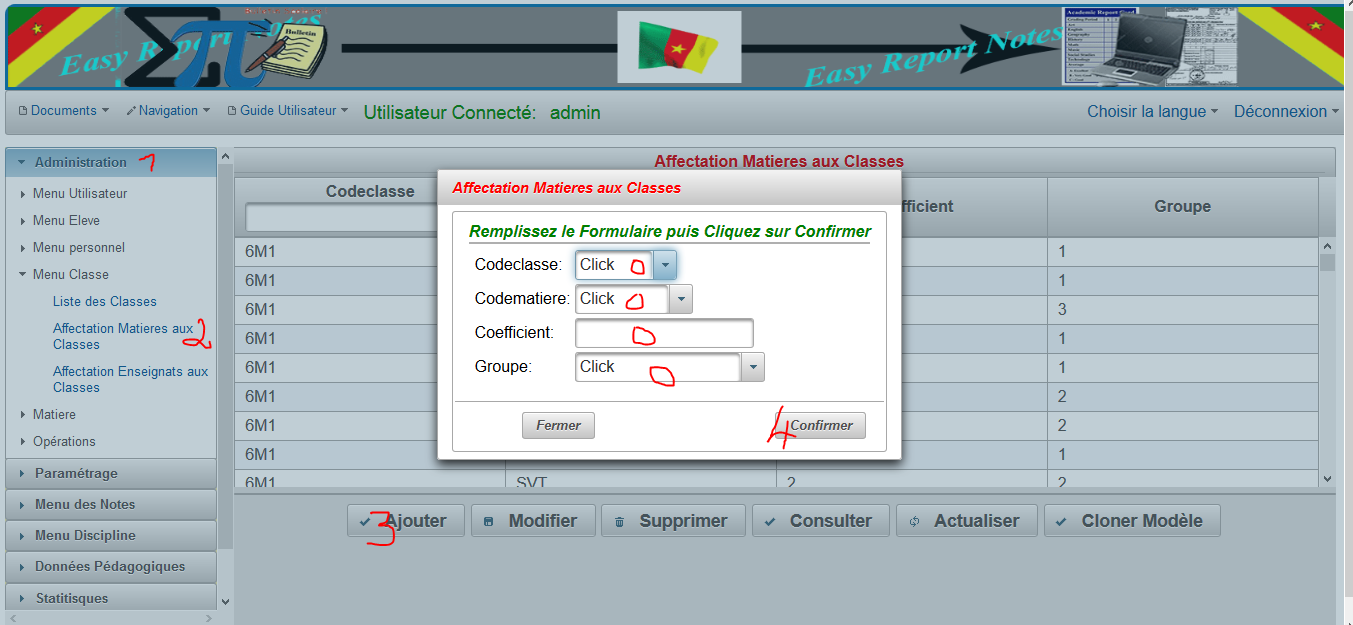 Easy Report Notes
Bulletin
Easy Report Notes
Academic Report Card
Documents
Navigation
Guide Utilisateur
Utilisateur Connecté: admin
Choisir la langue
Déconnexion
Administration 1
Menu Utilisateur
Menu Eleve
Menu personnel
Menu Classe
Liste des Classes
Affectation Matieres aux
Classes
2
Affectation Enseignats aux
Classes
Matiere
Opérations
Paramétrage
Menu des Notes
Menu Discipline
Données Pédagogiques
Statitisques
Affectation Matieres aux Classes
Codeclasse
fficient
Groupe
6M1 1
6M1 1
6M1 3
6M1 1
6M1 1
6M1 2
6M1 2
6M1 1
6M1 SVT 2 2
Affectation Matieres aux Classes
Remplissez le Formulaire puis Cliquez sur Confirmer
Codeclasse: Click
Codematiere: Click
Coefficient:
Groupe: Click
Fermer
4 Confirmer
3 Ajouter
Modifier
Supprimer
Consulter
Actualiser
Cloner Modèle